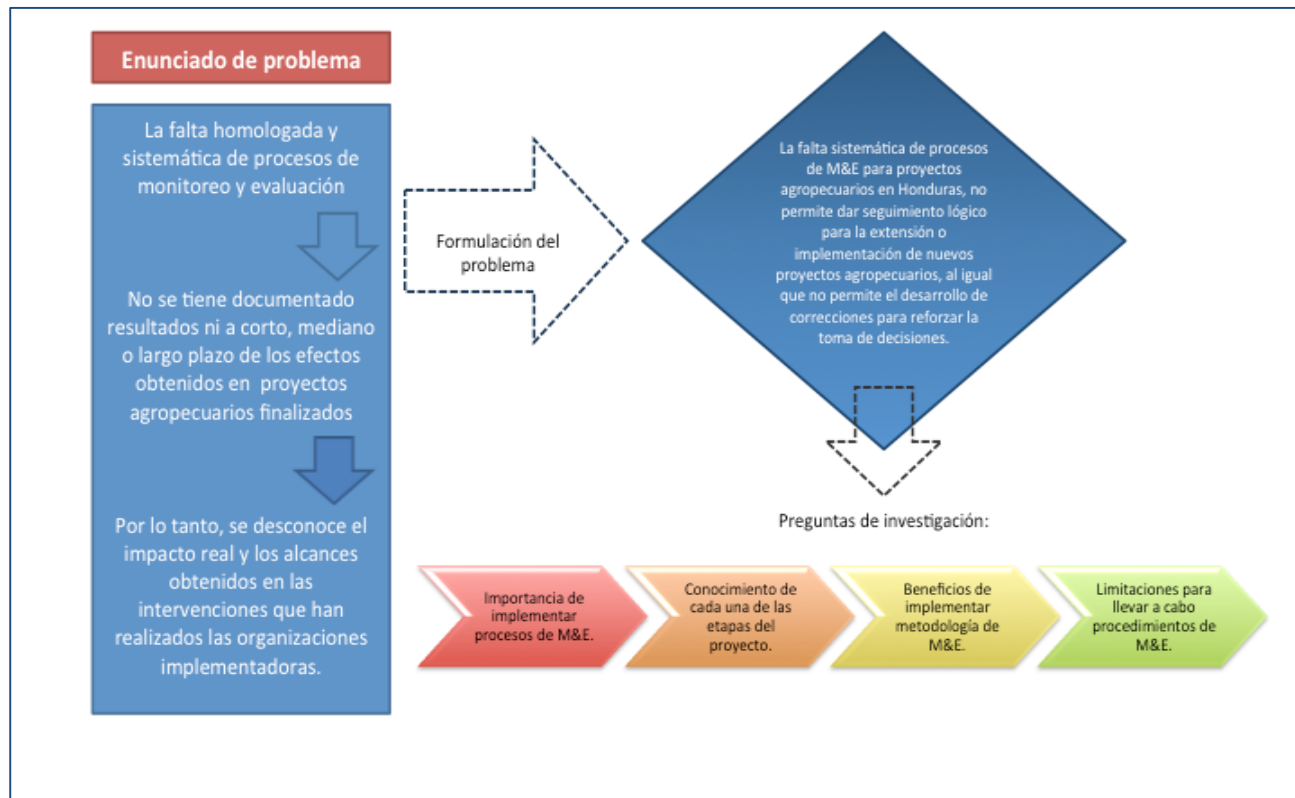 Enunciado de problema
La falta homologada y
sistemática de procesos de
monitoreo y evaluación
No se tiene documentado
resultados ni a corto, mediano
o largo plazo de los efectos
obtenidos en proyectos
agropecuarios finalizados
Por lo tanto, se desconoce el
impacto real y los alcances
obtenidos en las
intervenciones que han
realizados las organizaciones
implementadoras.
Formulación del
problema
La falta sistemática de procesos
de M&E para proyectos
agropecuarios en Honduras, no
permite dar seguimiento lógico
para la extensión o
implementación de nuevos
proyectos agropecuarios, al igual
que no permite el desarrollo de
correcciones para reforzar la
toma de decisiones.
Preguntas de investigación:
Importancia de
implementar
procesos de M&E.
Conocimiento de
cada una de las
etapas del
proyecto.
Beneficios de
implementar
metodología de
M&E.
Limitaciones para
llevar a cabo
procedimientos de
M&E.